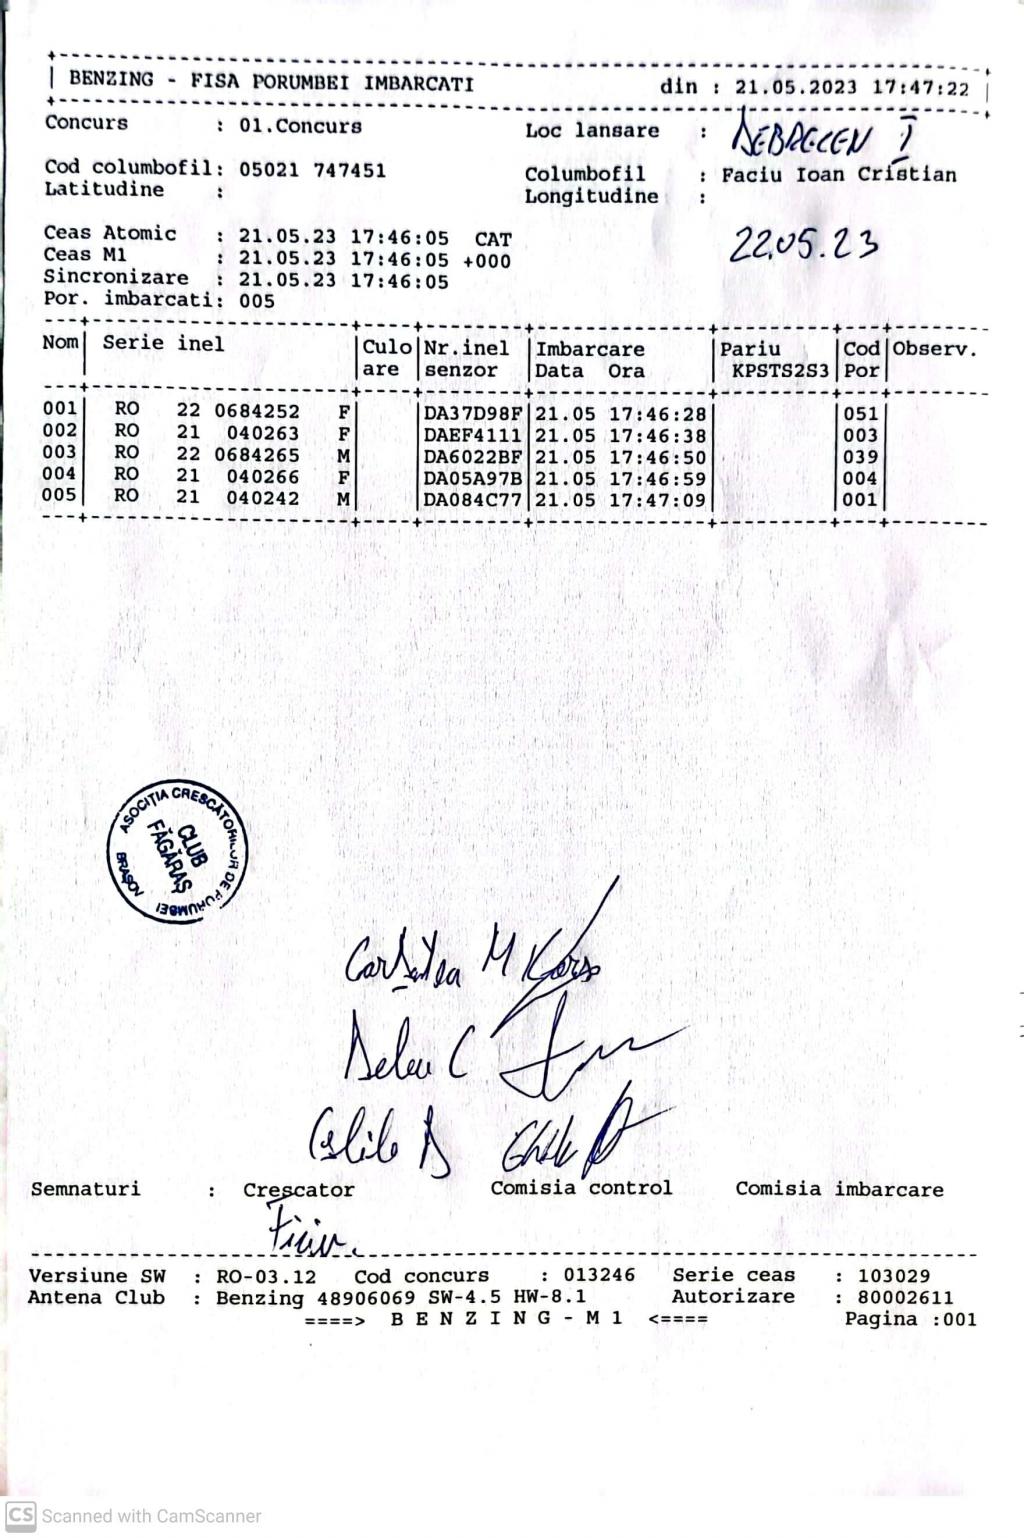 BENZING - FISA PORUMBEI IMBARCATI din : 21.05.2023 17:47:22
Concurs : 01.Concurs Loc lansare : DEBRECEN I
Cod columbofil: 05021 747451 Columbofil : Faciu Ioan Cristian
Latitudine : Longitudine :
Ceas Atomic : 21.05.23 17:46:05 CAT 22.05.23
Ceas M1 : 21.05.23 17:46:05 +000
Sincronizare : 21.05.23 17:46:05
Por. imbarcati: 005
Nom Serie inel Culo Nr.inel Imbarcare Pariu Cod Observ.
are senzor Data Ora KPSTS2S3 Por
001 RO 22 0684252 F DA37D98F 21.05 17:46:28 051
002 RO 21 040263 F DAEF4111 21.05 17:46:38 003
003 RO 22 0684265 M DA6022BF 21.05 17:46:50 039
004 RO 21 040266 F DA05A97B 21.05 17:46:59 004
005 RO 21 040242 M DA084C77 21.05 17:47:09 001
ASOCIȚIA CRESCĂTORILOR DE PORUMBEI
CLUB
FĂGĂRAȘ
BRAȘOV
Semnaturi : Crescator Comisia control Comisia imbarcare
Versiune SW : RO-03.12 Cod concurs : 013246 Serie ceas : 103029
Antena Club : Benzing 48906069 SW-4.5 HW-8.1 Autorizare : 80002611
====> B E N Z I N G - M 1 <==== Pagina :001
CS Scanned with CamScanner